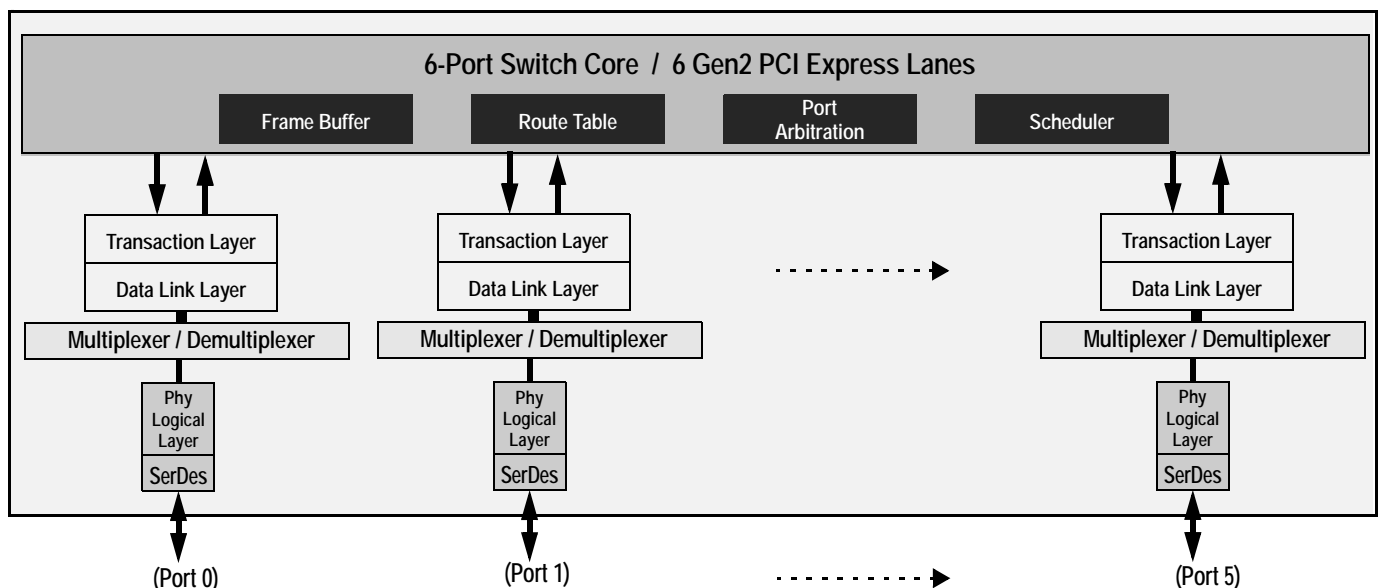 6-Port Switch Core / 6 Gen2 PCI Express Lanes
Frame Buffer
Route Table
Port
Arbitration
Scheduler
Transaction Layer
Data Link Layer
Multiplexer / Demultiplexer
Phy
Logical
Layer
SerDes
(Port 0)
Transaction Layer
Data Link Layer
Multiplexer / Demultiplexer
Phy
Logical
Layer
SerDes
(Port 1)
Transaction Layer
Data Link Layer
Multiplexer / Demultiplexer
Phy
Logical
Layer
SerDes
(Port 5)